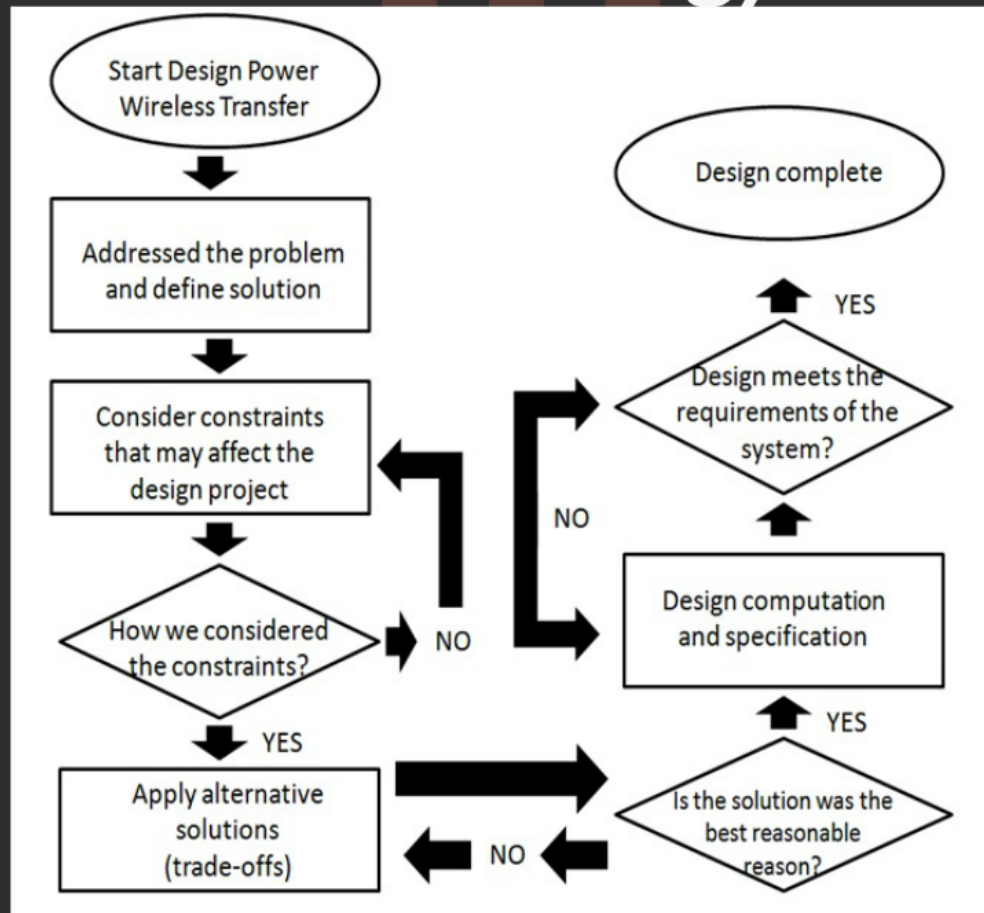 Start Design Power
Wireless Transfer
Addressed the problem
and define solution
Consider constraints
that may affect the
design project
How we considered
the constraints?
NO
YES
Apply alternative
solutions
(trade-offs)
NO
Is the solution was the
best reasonable
reason?
YES
Design computation
and specification
NO
Design meets the
requirements of the
system?
YES
Design complete